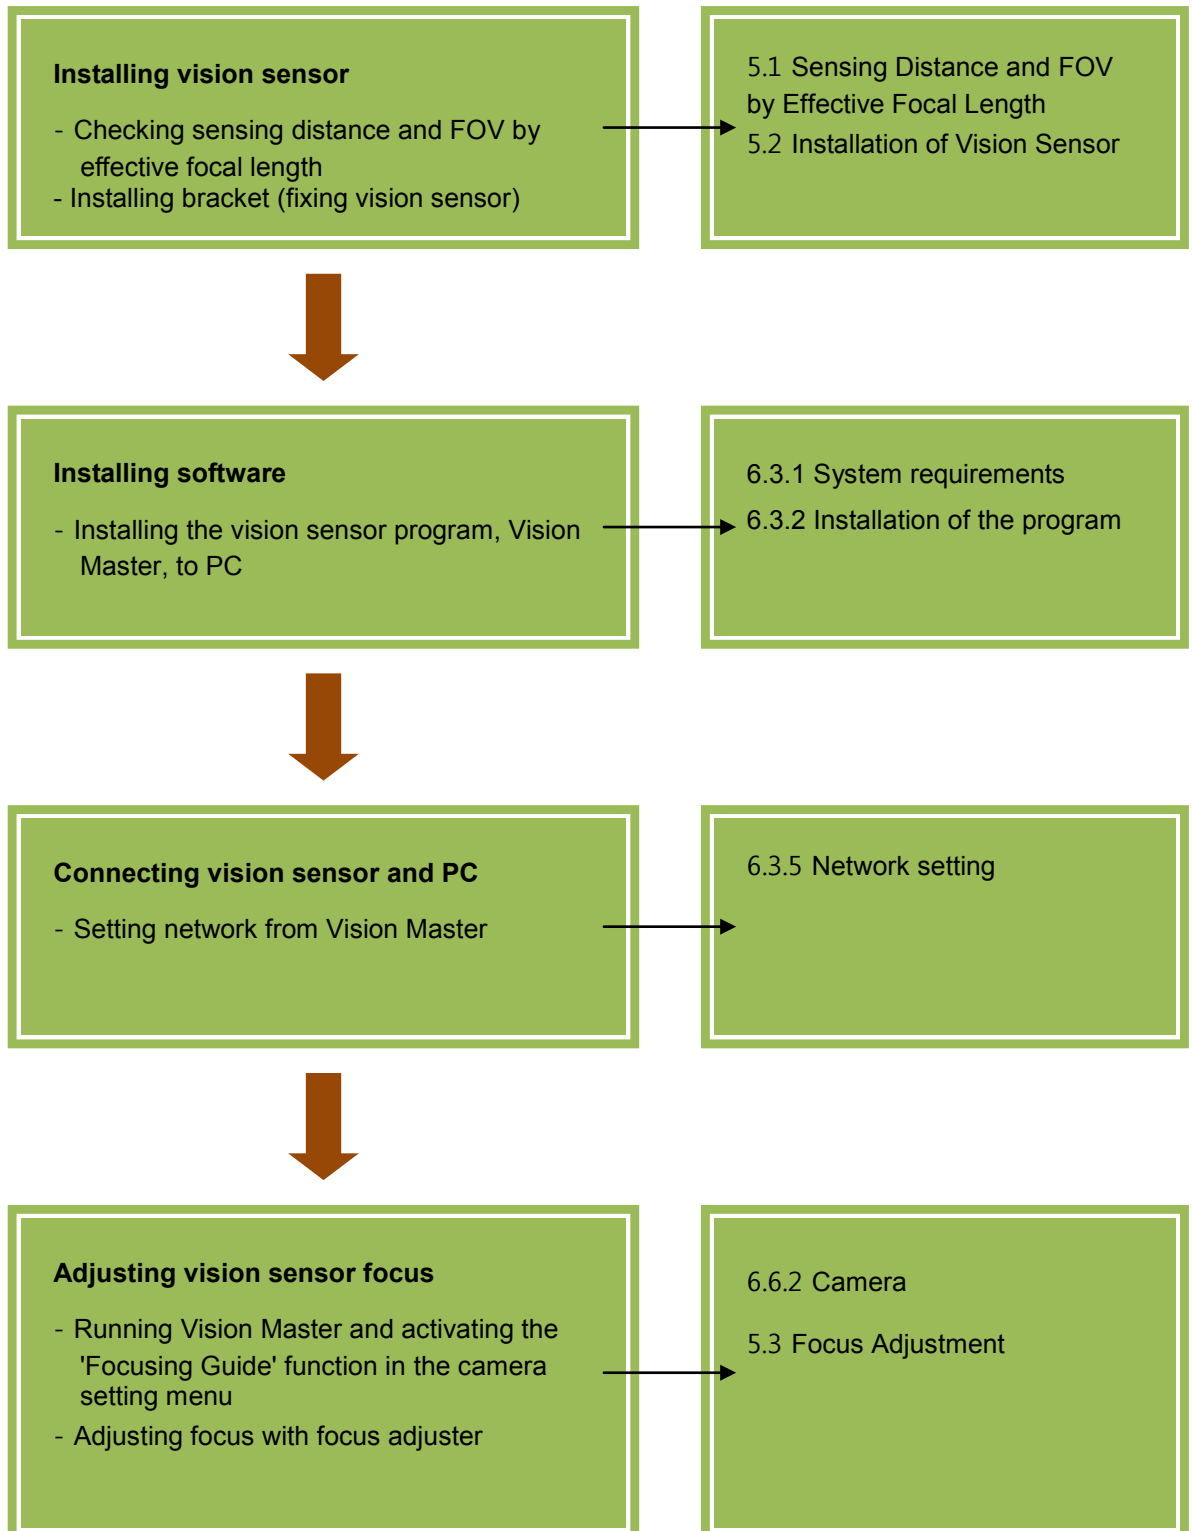 Installing vision sensor
- Checking sensing distance and FOV by
effective focal length
- Installing bracket (fixing vision sensor)
5.1 Sensing Distance and FOV
by Effective Focal Length
5.2 Installation of Vision Sensor
Installing software
- Installing the vision sensor program, Vision
Master, to PC
6.3.1 System requirements
6.3.2 Installation of the program
Connecting vision sensor and PC
- Setting network from Vision Master
6.3.5 Network setting
Adjusting vision sensor focus
- Running Vision Master and activating the
'Focusing Guide' function in the camera
setting menu
- Adjusting focus with focus adjuster
6.6.2 Camera
5.3 Focus Adjustment